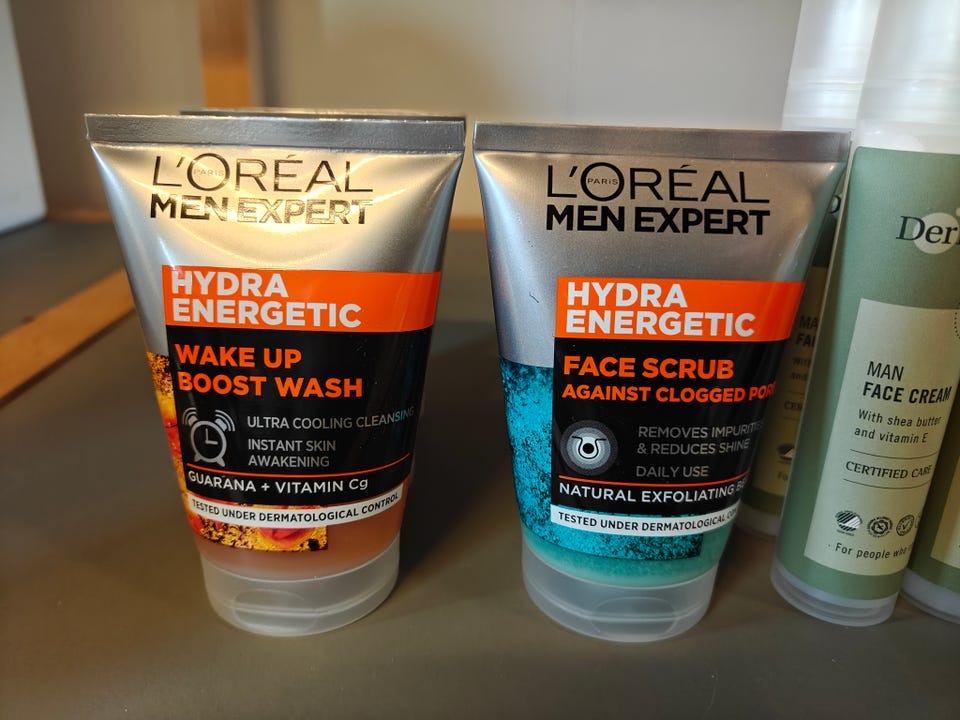 L'ORÉAL
PARIS
MEN EXPERT
HYDRA
ENERGETIC
WAKE UP
BOOST WASH
ULTRA COOLING CLEANSING
INSTANT SKIN
AWAKENING
GUARANA + VITAMIN Cg
TESTED UNDER DERMATOLOGICAL CONTROL
L'ORÉAL
PARIS
MEN EXPERT
HYDRA
ENERGETIC
FACE SCRUB
AGAINST CLOGGED
REMOVES
& REDUCES SHINE
DAILY USE
NATURAL EXFOLIATING
TESTED UNDER DERMATOLOGICAL
MAN
FACE CREAM
With shea butter
and vitamin E
CERTIFIED CARE
For people